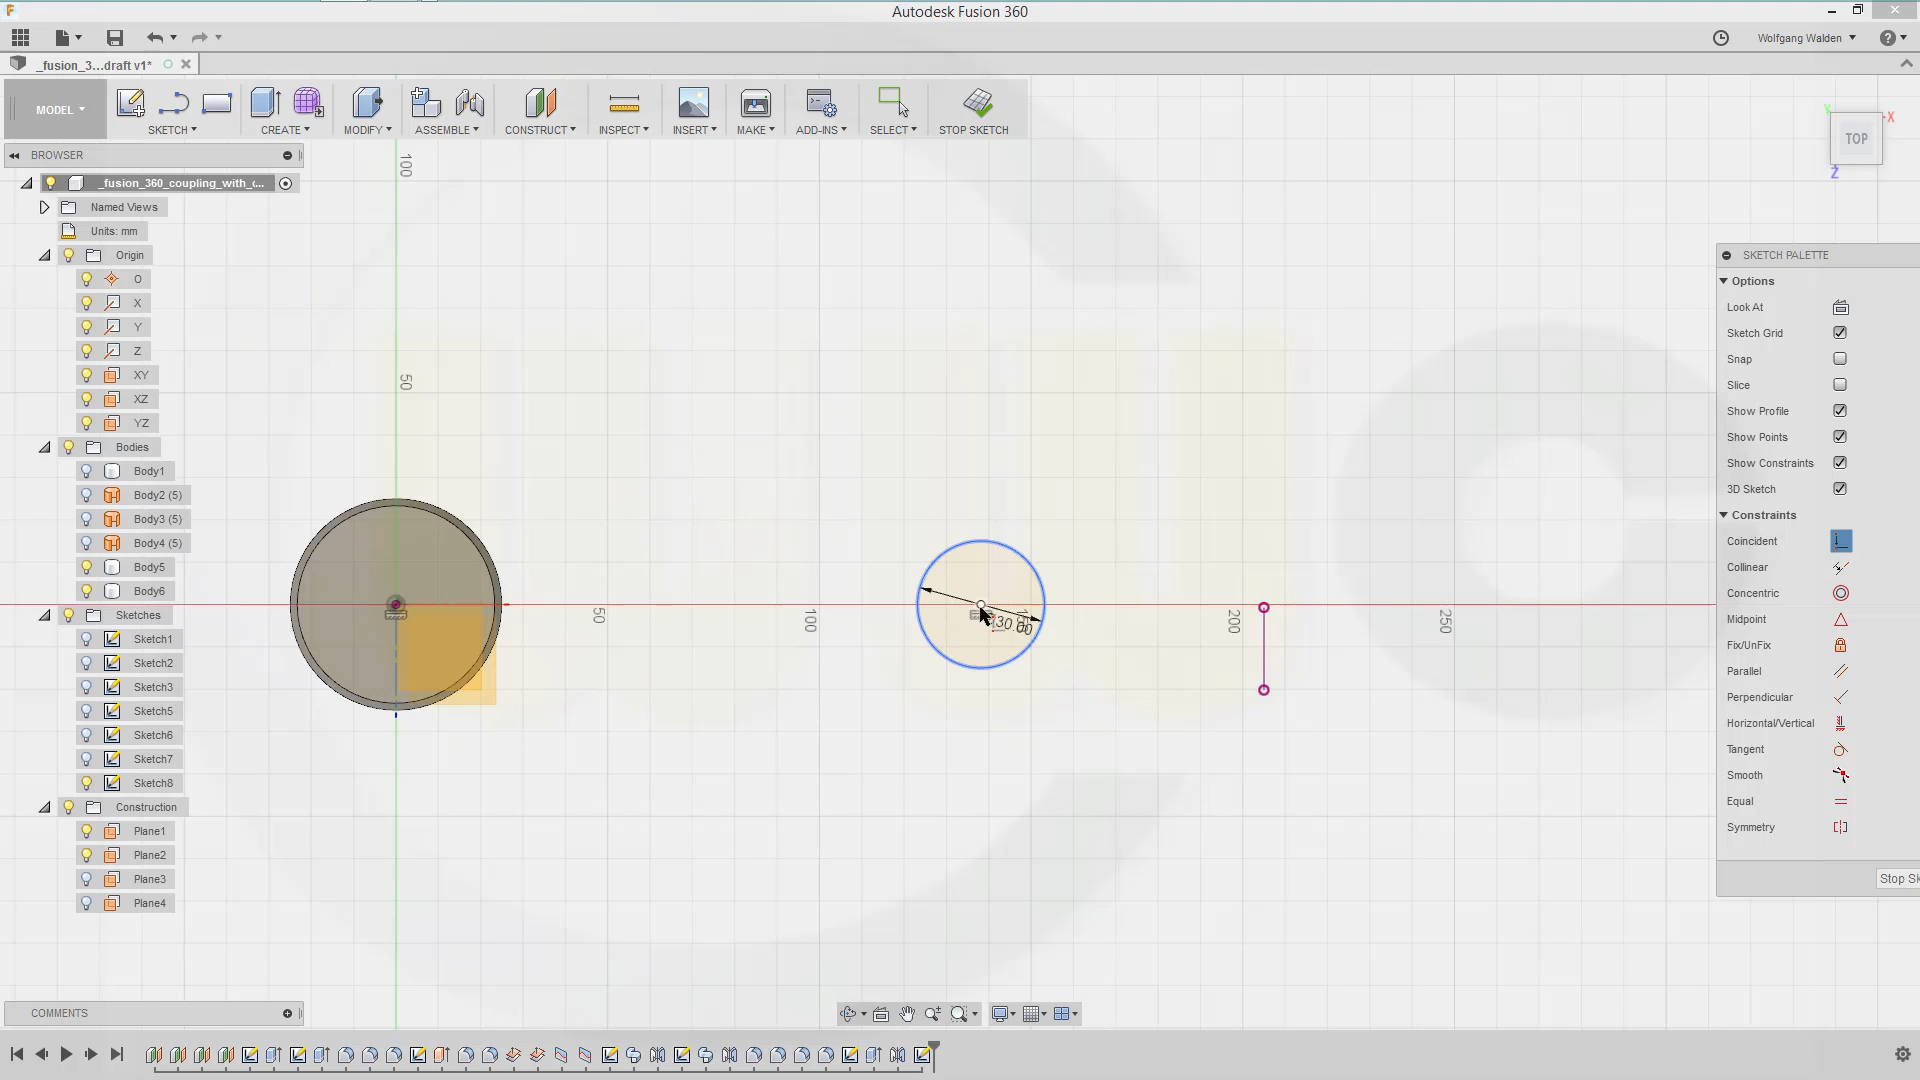 Autodesk Fusion 360
Wolfgang Walden
_fusion_3...draft v1*
MODEL
SKETCH
CREATE
MODIFY
ASSEMBLE
CONSTRUCT
INSPECT
INSERT
MAKE
ADD-INS
SELECT
STOP SKETCH
TOP
X
Y
Z
BROWSER
_fusion_360_coupling_with_(...
Named Views
Units: mm
Origin
O
X
Y
Z
XY
XZ
YZ
Bodies
Body1
Body2 (5)
Body3 (5)
Body4 (5)
Body5
Body6
Sketches
Sketch1
Sketch2
Sketch3
Sketch5
Sketch6
Sketch7
Sketch8
Construction
Plane1
Plane2
Plane3
Plane4
100
50
50
100
30.00
200
250
SKETCH PALETTE
Options
Look At
Sketch Grid
Snap
Slice
Show Profile
Show Points
Show Constraints
3D Sketch
Constraints
Coincident
Collinear
Concentric
Midpoint
Fix/UnFix
Parallel
Perpendicular
Horizontal/Vertical
Tangent
Smooth
Equal
Symmetry
Stop Sk
COMMENTS